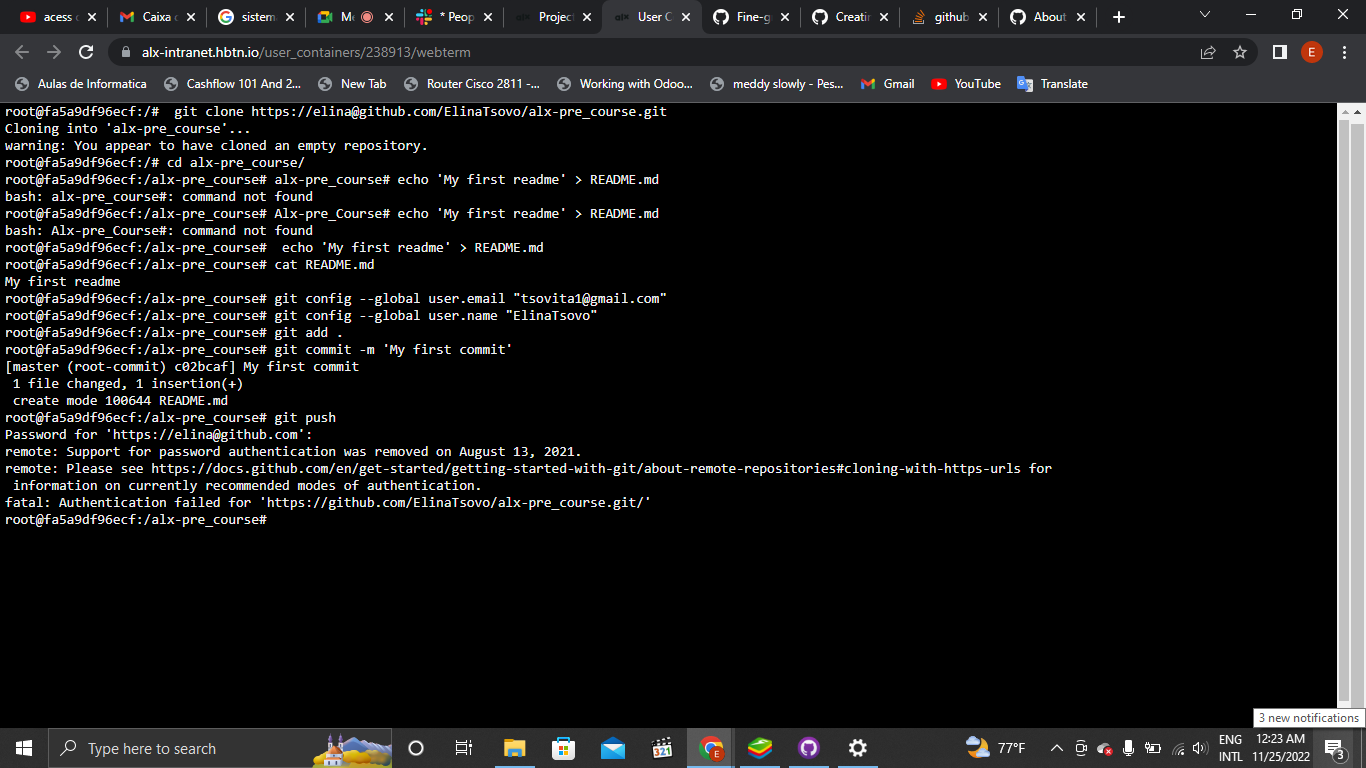 acess
Caixa
sistem
M
* Peop
alx Project
alx User C
Fine-g
Creatin
github
About
alx-intranet.hbtn.io/user_containers/238913/webterm
E
Aulas de Informatica
Cashflow 101 And 2...
New Tab
Router Cisco 2811 -...
Working with Odoo...
meddy slowly - Pes...
Gmail
YouTube
Translate
root@fa5a9df96ecf:/#  git clone https://elina@github.com/ElinaTsovo/alx-pre_course.git
Cloning into 'alx-pre_course'...
warning: You appear to have cloned an empty repository.
root@fa5a9df96ecf:/# cd alx-pre_course/
root@fa5a9df96ecf:/alx-pre_course# alx-pre_course# echo 'My first readme' > README.md
bash: alx-pre_course#: command not found
root@fa5a9df96ecf:/alx-pre_course# Alx-pre_Course# echo 'My first readme' > README.md
bash: Alx-pre_Course#: command not found
root@fa5a9df96ecf:/alx-pre_course#  echo 'My first readme' > README.md
root@fa5a9df96ecf:/alx-pre_course# cat README.md
My first readme
root@fa5a9df96ecf:/alx-pre_course# git config --global user.email "tsovita1@gmail.com"
root@fa5a9df96ecf:/alx-pre_course# git config --global user.name "ElinaTsovo"
root@fa5a9df96ecf:/alx-pre_course# git add .
root@fa5a9df96ecf:/alx-pre_course# git commit -m 'My first commit'
[master (root-commit) c02bcaf] My first commit
 1 file changed, 1 insertion(+)
 create mode 100644 README.md
root@fa5a9df96ecf:/alx-pre_course# git push
Password for 'https://elina@github.com':
remote: Support for password authentication was removed on August 13, 2021.
remote: Please see https://docs.github.com/en/get-started/getting-started-with-git/about-remote-repositories#cloning-with-https-urls for
 information on currently recommended modes of authentication.
fatal: Authentication failed for 'https://github.com/ElinaTsovo/alx-pre_course.git/'
root@fa5a9df96ecf:/alx-pre_course#
3 new notifications
Type here to search
321
E
77°F
ENG
INTL
12:23 AM
11/25/2022
3